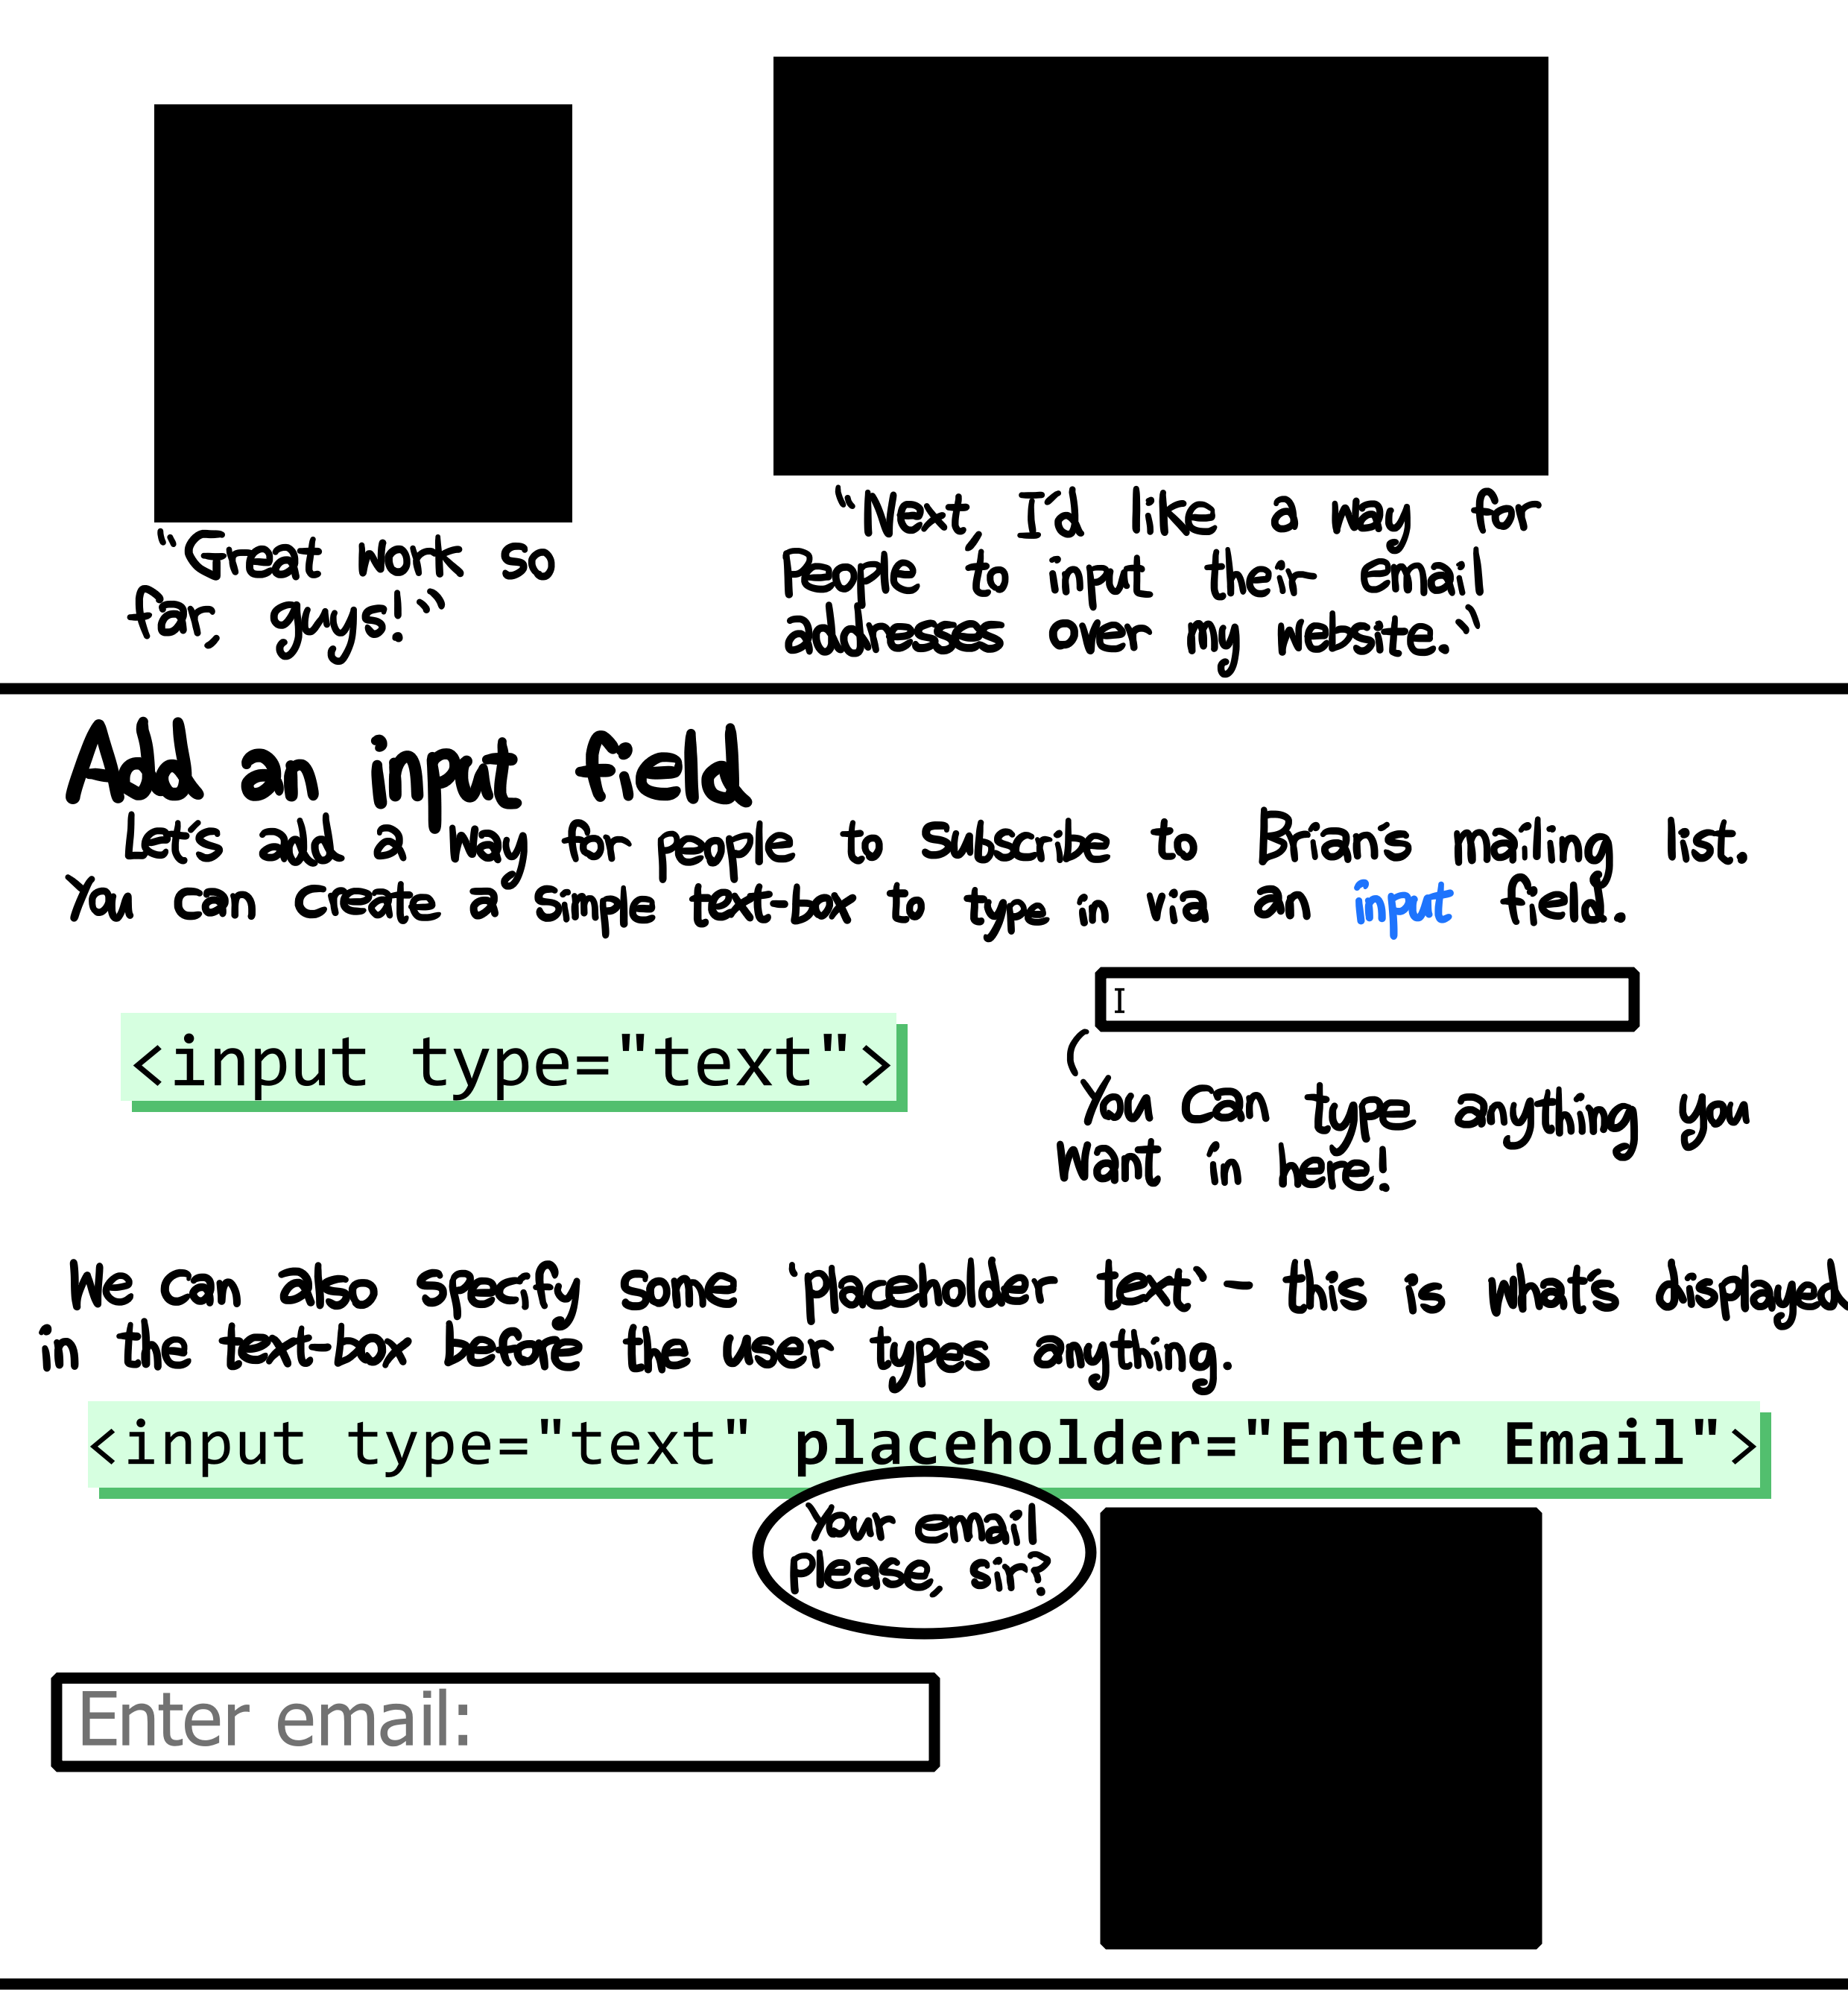 “Great work so
far, guys!”
“Next, I'd like a way for
People to input their email
addresses over my website.”
Add an input field
Let's add a way for people to subscribe to Brian's mailing list.
You can create a simple text-box to type in via an input field.
<input type="text">
I
You can type anything you
want in here!
We can also specify some 'placeholder text' - this is what's displayed
in the text-box before the user types anything.
<input type="text" placeholder="Enter Email">
Your email
please, sir?
Enter email: